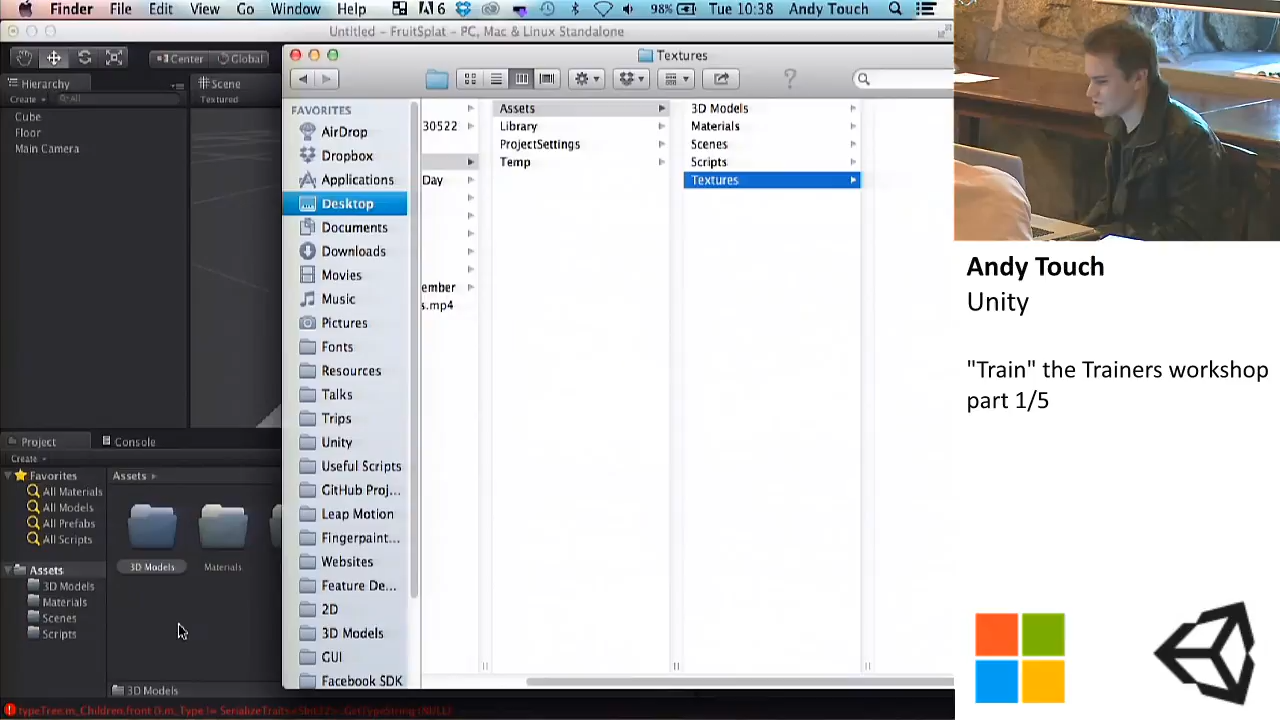 Finder File Edit View Go Window Help
6
98%
Tue 10:38 Andy Touch
Untitled – FruitSplat – PC, Mac & Linux Standalone
Center Global
Textures
Hierarchy
Create All
Cube
Floor
Main Camera
Scene
Textured
FAVORITES
AirDrop
Dropbox
Applications
Desktop
Documents
Downloads
Movies
Music
Pictures
Fonts
Resources
Talks
Trips
Unity
Useful Scripts
GitHub Proj...
Leap Motion
Fingerpaint...
Websites
Feature De...
2D
3D Models
GUI
Facebook SDK
30522
Day
ember
s.mp4
Assets
Library
ProjectSettings
Temp
3D Models
Materials
Scenes
Scripts
Textures
Project Console
Create
Favorites
All Materials
All Models
All Prefabs
All Scripts
Assets
3D Models
Materials
Scenes
Scripts
Assets
3D Models
Materials
3D Models
Andy Touch
Unity
"Train" the Trainers workshop
part 1/5